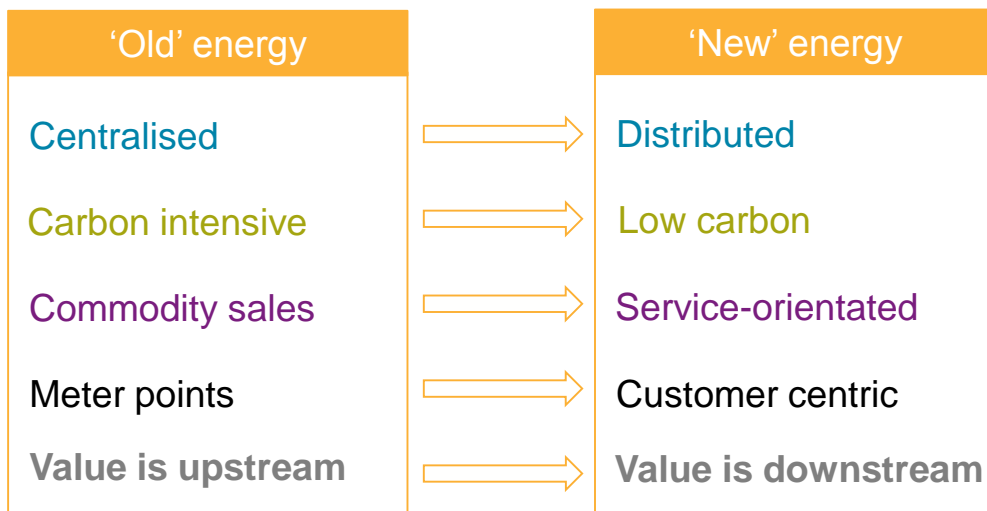 ‘Old’ energy
‘New’ energy
Centralised
Distributed
Carbon intensive
Low carbon
Commodity sales
Service-orientated
Meter points
Customer centric
Value is upstream
Value is downstream